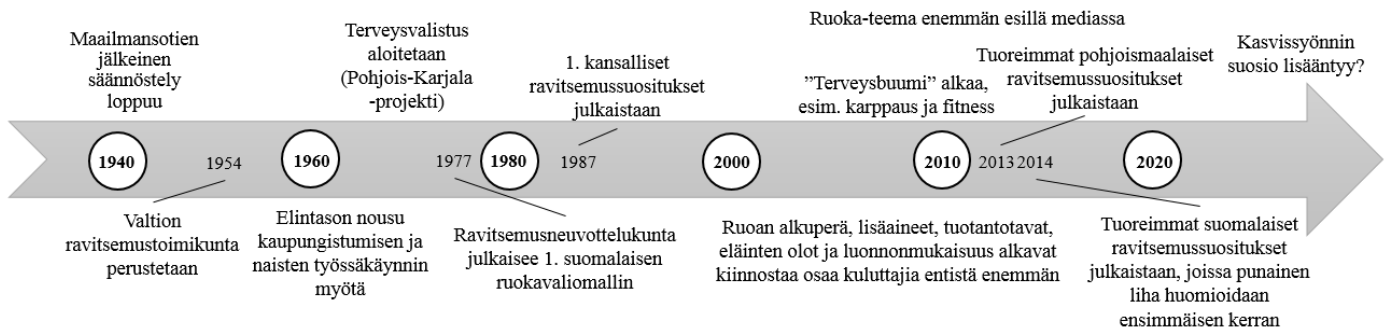 Maailmansotien
jälkeinen
säännöstely
loppuu
Terveysvalistus
aloitetaan
(Pohjois-Karjala
-projekti)
1. kansalliset
ravitsemussuositukset
julkaistaan
Ruoka-teema enemmän esillä mediassa
”Terveysbuumi” alkaa,
esim. karppaus ja fitness
Tuoreimmat pohjoismaalaiset
ravitsemussuositukset
julkaistaan
Kasvissyönnin
suosio lisääntyy?
1940 1954 1960 1977 1980 1987 2000 2010 2013 2014 2020
Valtion
ravitsemustoimikunta
perustetaan
Elintason nousu
kaupungistumisen ja
naisten työssäkäynnin
myötä
Ravitsemusneuvottelukunta
julkaisee 1. suomalaisen
ruokavaliomallin
Ruoan alkuperä, lisäaineet, tuotantotavat,
eläinten olot ja luonnonmukaisuus alkavat
kiinnostaa osaa kuluttajia entistä enemmän
Tuoreimmat suomalaiset
ravitsemussuositukset
julkaistaan, joissa punainen
liha huomioidaan
ensimmäisen kerran